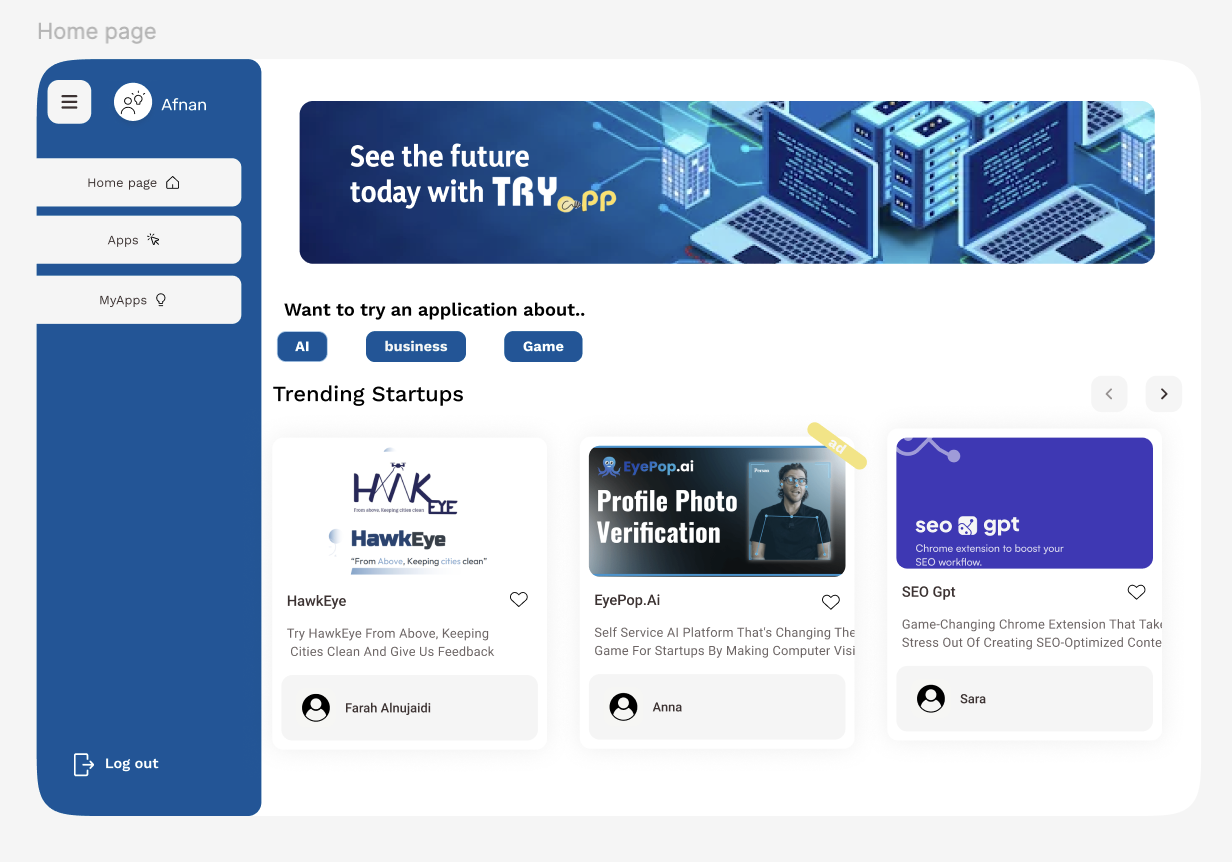 Home page
Afnan
Home page
Apps
MyApps
Log out
See the future
today with TRYapp
Want to try an application about..
AI
business
Game
Trending Startups
HAWKEYE
From above, Keeping cities clean
HawkEye
“From Above, Keeping cities clean”
HawkEye
Try HawkEye From Above, Keeping
Cities Clean And Give Us Feedback
Farah Alnujaidi
ad
EyePop.ai
Profile Photo
Verification
Person
EyePop.Ai
Self Service AI Platform That's Changing The
Game For Startups By Making Computer Visi
Anna
seo gpt
Chrome extension to boost your
SEO workflow.
SEO Gpt
Game-Changing Chrome Extension That Take
Stress Out Of Creating SEO-Optimized Conte
Sara